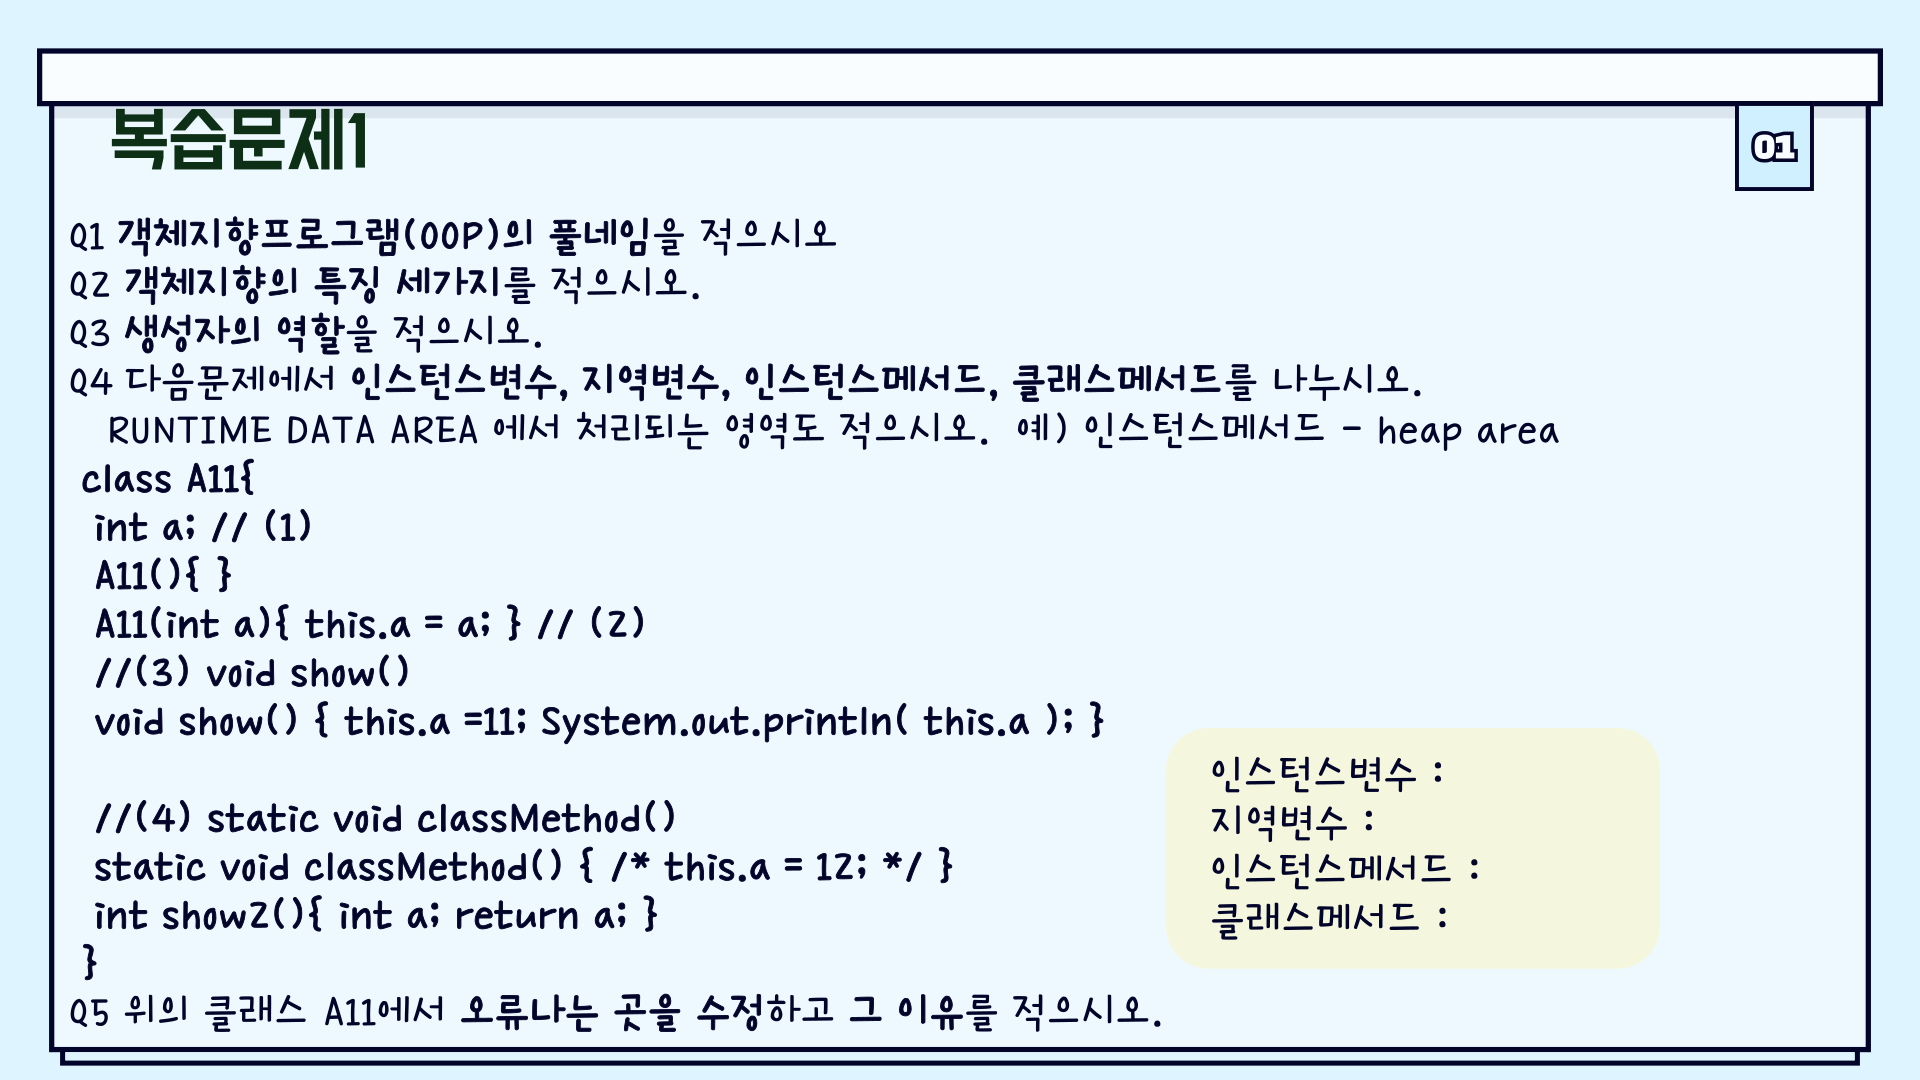 복습문제1
01
Q1 객체지향프로그램(OOP)의 풀네임을 적으시오
Q2 객체지향의 특징 세가지를 적으시오.
Q3 생성자의 역할을 적으시오.
Q4 다음문제에서 인스턴스변수, 지역변수, 인스턴스메서드, 클래스메서드를 나누시오.
RUNTIME DATA AREA 에서 처리되는 영역도 적으시오. 예) 인스턴스메서드 - heap area
class A11{
int a; // (1)
A11(){ }
A11(int a){ this.a = a; } // (2)
//(3) void show()
void show() { this.a =11; System.out.println( this.a ); }
//(4) static void classMethod()
static void classMethod() { /* this.a = 12; */ }
int show2(){ int a; return a; }
}
인스턴스변수 :
지역변수 :
인스턴스메서드 :
클래스메서드 :
Q5 위의 클래스 A11에서 오류나는 곳을 수정하고 그 이유를 적으시오.